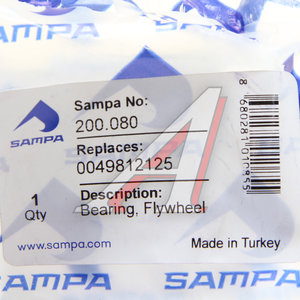 SAMPA
SAMPA
Sampa No:
200.080
Replaces:
0049812125
SAMPA
1
Qty
Description:
Bearing, Flywheel
www.sampa.com
Made in Turkey
SAMPA